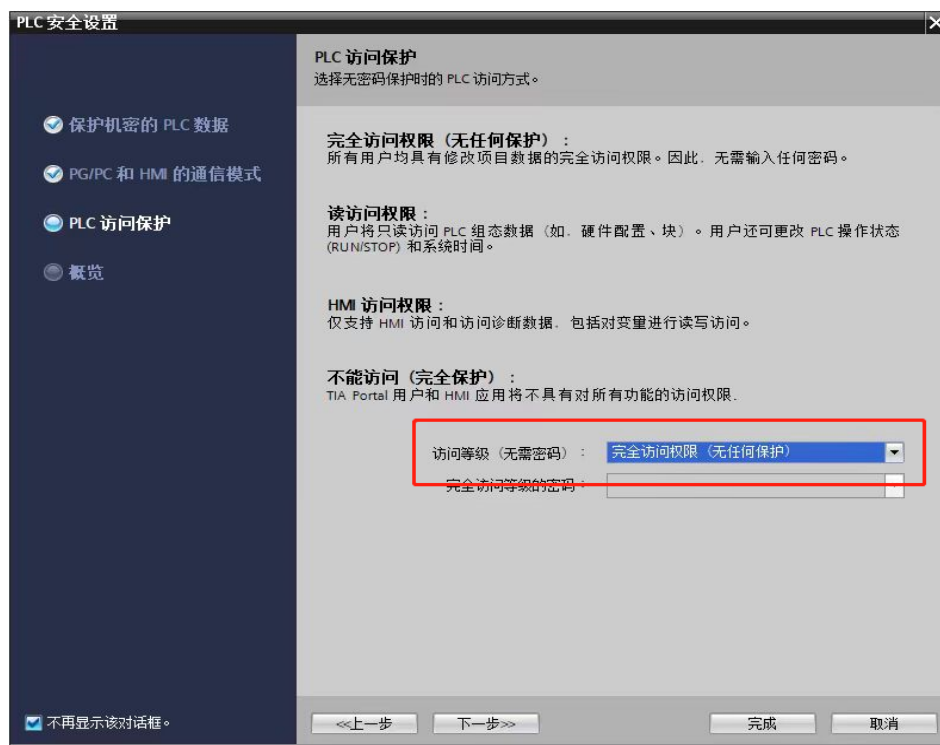 PLC 安全设置
保护机密的 PLC 数据
PG/PC 和 HMI 的通信模式
PLC 访问保护
概览
不再显示该对话框。
PLC 访问保护
选择无密码保护时的 PLC 访问方式。
完全访问权限（无任何保护）：
所有用户均具有修改项目数据的完全访问权限。因此. 无需输入任何密码。
读访问权限：
用户将只读访问 PLC 组态数据（如. 硬件配置、块）。用户还可更改 PLC 操作状态
(RUN/STOP) 和系统时间。
HMI 访问权限：
仅支持 HMI 访问和访问诊断数据. 包括对变量进行读写访问。
不能访问（完全保护）：
TIA Portal 用户和 HMI 应用将不具有对所有功能的访问权限.
访问等级（无需密码）： 完全访问权限（无任何保护）
完全访问等级的密码：
<<上一步 下一步>> 完成 取消